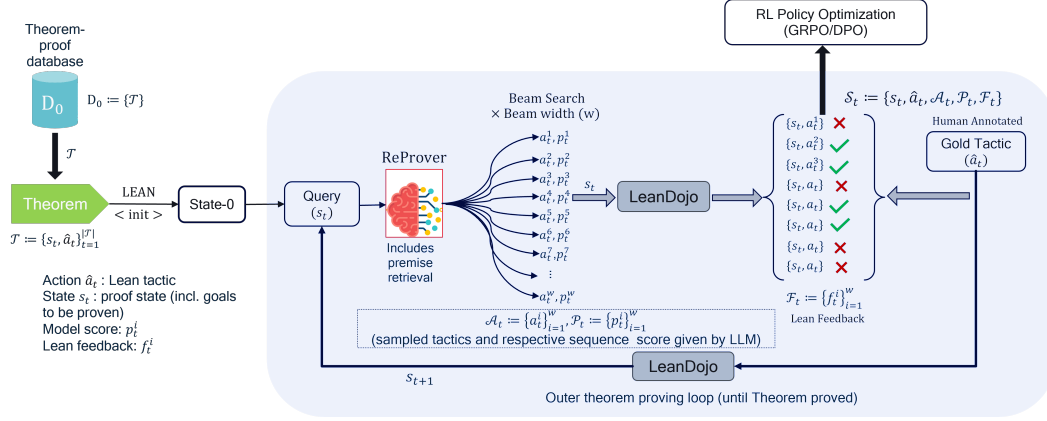 Theorem-
proof
database
D₀
D₀ ≔ {𝒯}
𝒯
Theorem
LEAN
< init >
State-0
𝒯 ≔ {s_t, â_t}_{t=1}^{|𝒯|}
Action â_t : Lean tactic
State s_t : proof state (incl. goals
to be proven)
Model score: p_t^i
Lean feedback: f_t^i
Query
(s_t)
ReProver
Includes
premise
retrieval
Beam Search
× Beam width (w)
a_t^1, p_t^1
a_t^2, p_t^2
a_t^3, p_t^3
a_t^4, p_t^4
a_t^5, p_t^5
a_t^6, p_t^6
a_t^7, p_t^7
⋮
a_t^w, p_t^w
s_t
LeanDojo
RL Policy Optimization
(GRPO/DPO)
𝒮_t ≔ {s_t, â_t, 𝒜_t, 𝒫_t, ℱ_t}
{s_t, a_t^1}
{s_t, a_t^2}
{s_t, a_t^3}
{s_t, a_t}
{s_t, a_t}
{s_t, a_t}
{s_t, a_t}
{s_t, a_t}
ℱ_t ≔ {f_t^i}_{i=1}^w
Lean Feedback
Human Annotated
Gold Tactic
(â_t)
𝒜_t ≔ {a_t^i}_{i=1}^w, 𝒫_t ≔ {p_t^i}_{i=1}^w
(sampled tactics and respective sequence score given by LLM)
LeanDojo
s_{t+1}
Outer theorem proving loop (until Theorem proved)